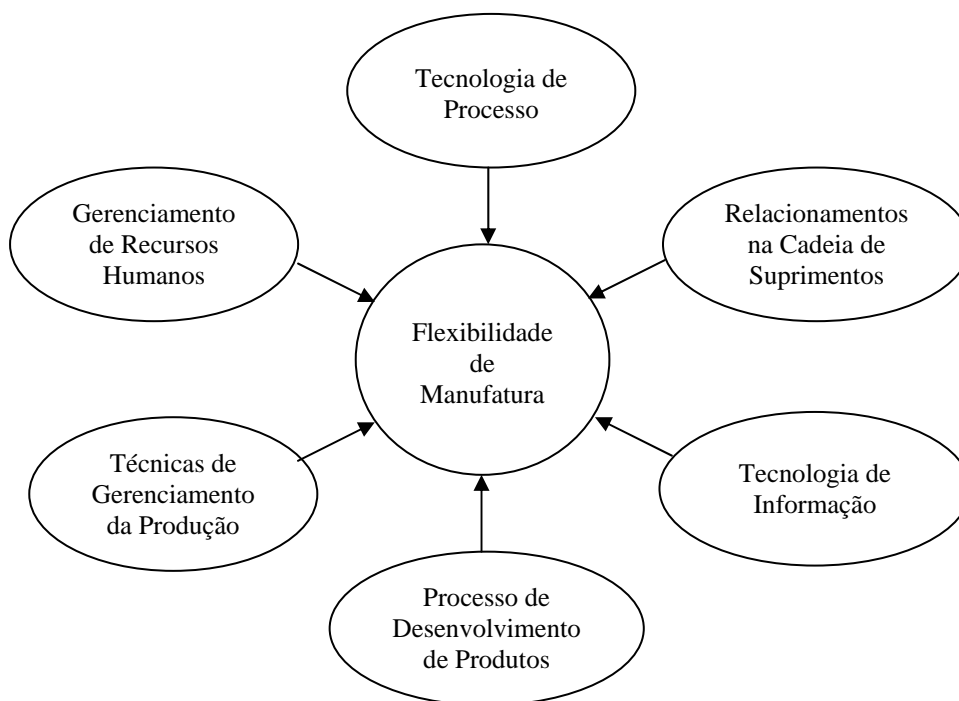 Tecnologia de
Processo
Gerenciamento
de Recursos
Humanos
Relacionamentos
na Cadeia de
Suprimentos
Flexibilidade
de
Manufatura
Técnicas de
Gerenciamento
da Produção
Tecnologia de
Informação
Processo de
Desenvolvimento
de Produtos